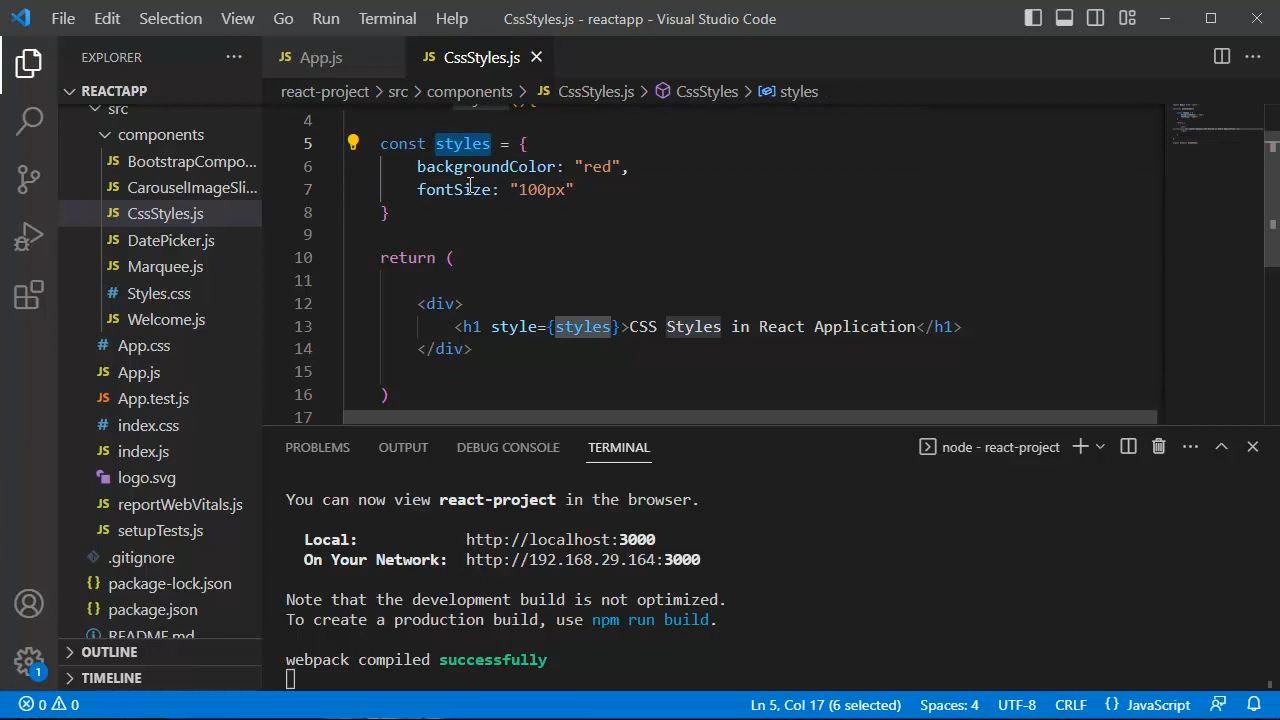 File Edit Selection View Go Run Terminal Help CssStyles.js - reactapp - Visual Studio Code
EXPLORER
REACTAPP
src
components
BootstrapCompo...
CarouselImageSli...
CssStyles.js
DatePicker.js
Marquee.js
Styles.css
Welcome.js
App.css
App.js
App.test.js
index.css
index.js
logo.svg
reportWebVitals.js
setupTests.js
.gitignore
package-lock.json
package.json
README.md
OUTLINE
TIMELINE
JS App.js JS CssStyles.js
react-project > src > components > JS CssStyles.js > CssStyles > styles
4
5 const styles = {
6 backgroundColor: "red",
7 fontSize: "100px"
8 }
9
10 return (
11
12 <div>
13 <h1 style={styles}>CSS Styles in React Application</h1>
14 </div>
15
16 )
17
PROBLEMS OUTPUT DEBUG CONSOLE TERMINAL node - react-project
You can now view react-project in the browser.
Local: http://localhost:3000
On Your Network: http://192.168.29.164:3000
Note that the development build is not optimized.
To create a production build, use npm run build.
webpack compiled successfully
1
0 0 Ln 5, Col 17 (6 selected) Spaces: 4 UTF-8 CRLF {} JavaScript